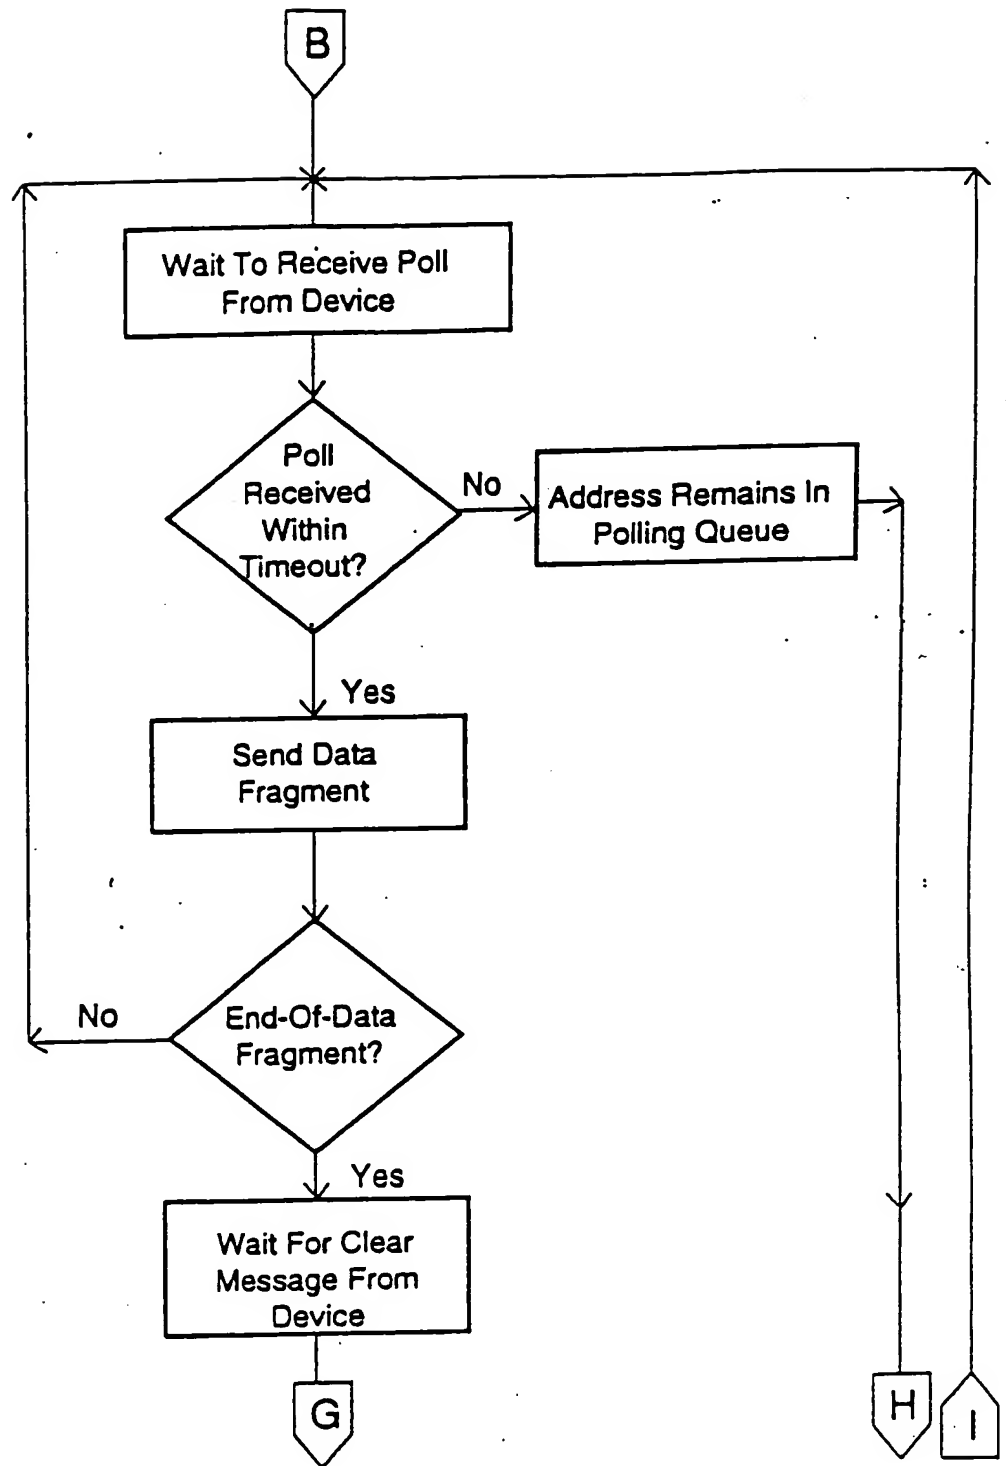 B
Wait To Receive Poll
From Device
Poll
Received
Within
Timeout?
No
Address Remains In
Polling Queue
Yes
Send Data
Fragment
No
End-Of-Data
Fragment?
Yes
Wait For Clear
Message From
Device
G
H
I